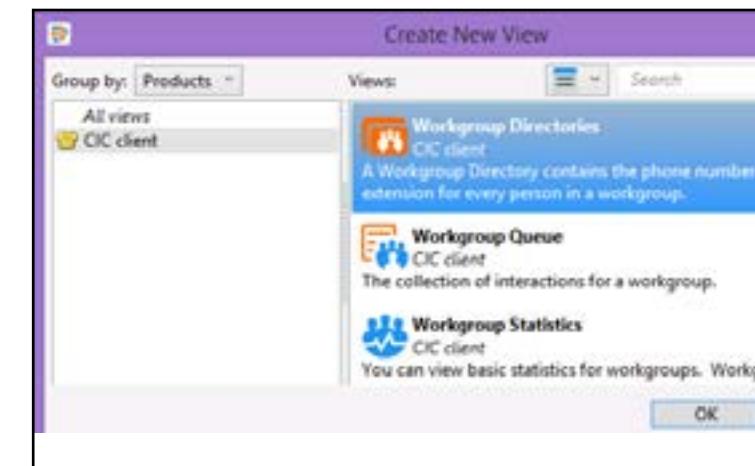 Create New View
Group by: Products
Views:
Search
All views
CIC client
Workgroup Directories
CIC client
A Workgroup Directory contains the phone number
extension for every person in a workgroup.
Workgroup Queue
CIC client
The collection of interactions for a workgroup.
Workgroup Statistics
CIC client
You can view basic statistics for workgroups. Workg
OK